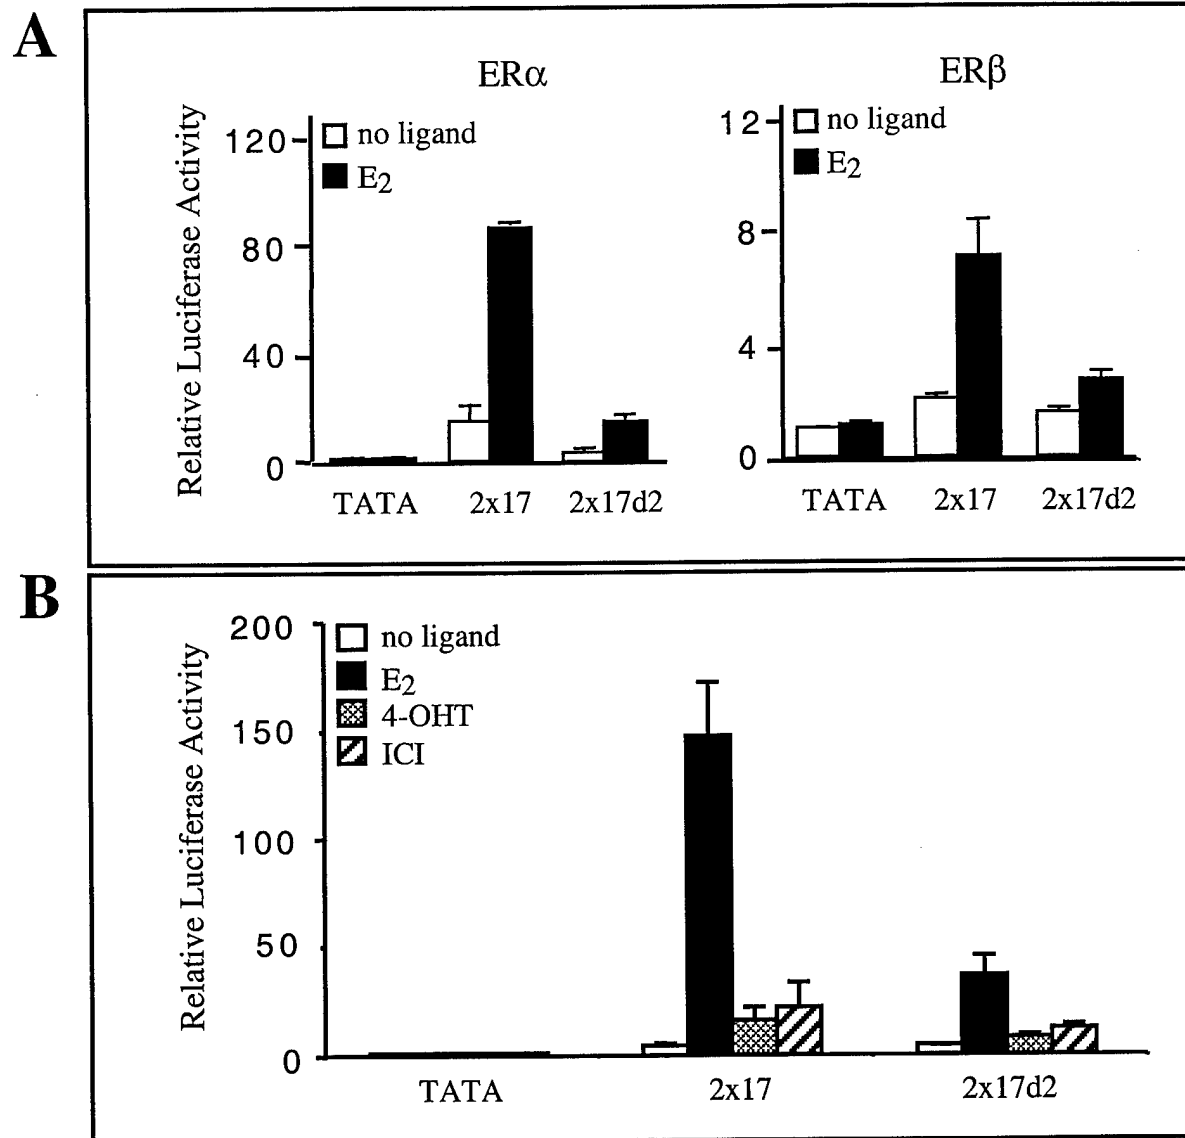 A
ERα
ERβ
Relative Luciferase Activity
120
80
40
0
no ligand
E2
TATA
2x17
2x17d2
12
8
4
0
no ligand
E2
TATA
2x17
2x17d2
B
Relative Luciferase Activity
200
150
100
50
0
no ligand
E2
4-OHT
ICI
TATA
2x17
2x17d2